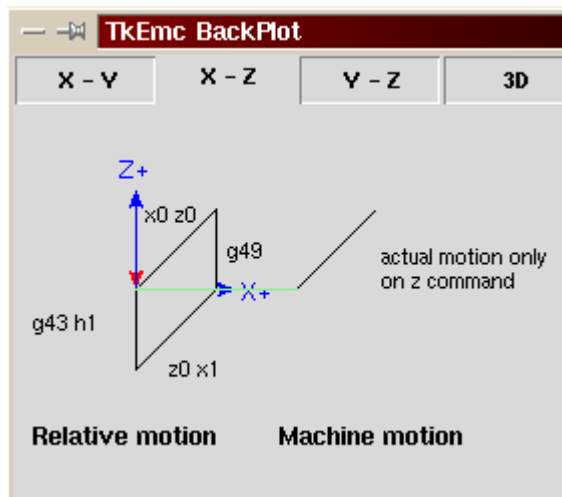 TkEmc BackPlot
X - Y X - Z Y - Z 3D
Z+
x0 z0
g49
actual motion only
on z command
X+
g43 h1
z0 x1
Relative motion Machine motion